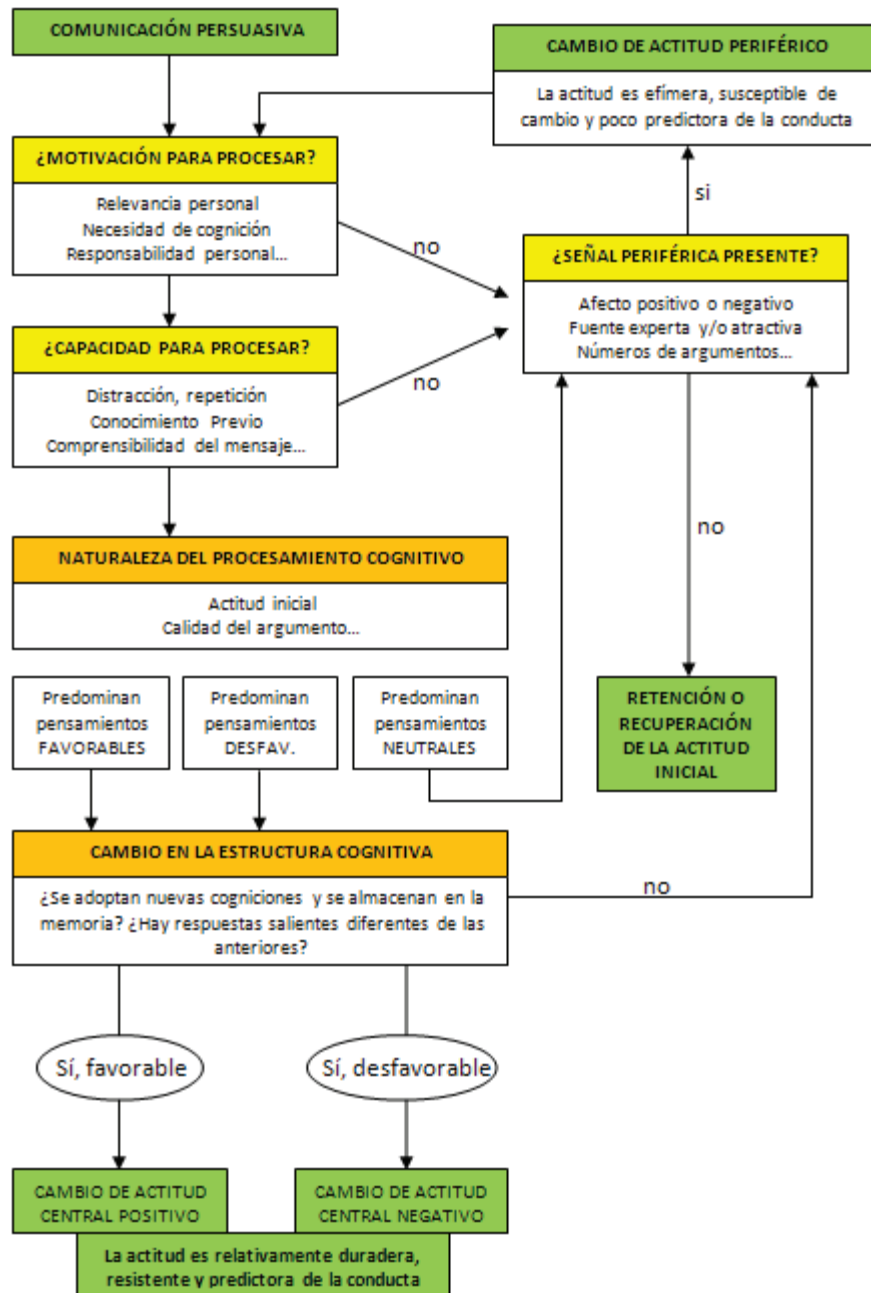 COMUNICACIÓN PERSUASIVA
CAMBIO DE ACTITUD PERIFÉRICO
La actitud es efímera, susceptible de
cambio y poco predictora de la conducta
¿MOTIVACIÓN PARA PROCESAR?
Relevancia personal
Necesidad de cognición
Responsabilidad personal...
no
si
¿SEÑAL PERIFÉRICA PRESENTE?
Afecto positivo o negativo
Fuente experta y/o atractiva
Números de argumentos...
¿CAPACIDAD PARA PROCESAR?
Distracción, repetición
Conocimiento Previo
Comprensibilidad del mensaje...
no
no
NATURALEZA DEL PROCESAMIENTO COGNITIVO
Actitud inicial
Calidad del argumento...
Predominan
pensamientos
FAVORABLES
Predominan
pensamientos
DESFAV.
Predominan
pensamientos
NEUTRALES
RETENCIÓN O
RECUPERACIÓN
DE LA ACTITUD
INICIAL
CAMBIO EN LA ESTRUCTURA COGNITIVA
¿Se adoptan nuevas cogniciones y se almacenan en la
memoria? ¿Hay respuestas salientes diferentes de las
anteriores?
no
Sí, favorable
Sí, desfavorable
CAMBIO DE ACTITUD
CENTRAL POSITIVO
CAMBIO DE ACTITUD
CENTRAL NEGATIVO
La actitud es relativamente duradera,
resistente y predictora de la conducta